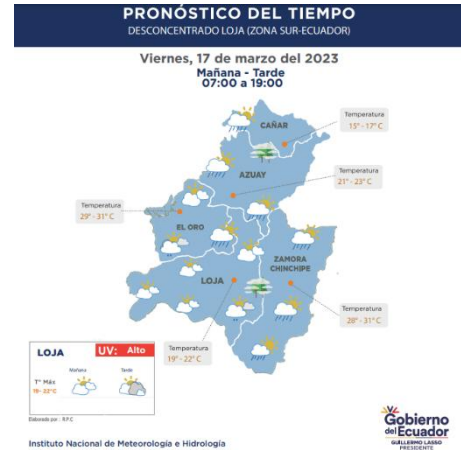 PRONÓSTICO DEL TIEMPO
DESCONCENTRADO LOJA (ZONA SUR-ECUADOR)
Viernes, 17 de marzo del 2023
Mañana - Tarde
07:00 a 19:00
CAÑAR
Temperatura
15° - 17° C
AZUAY
Temperatura
21° - 23° C
Temperatura
29° - 31° C
EL ORO
ZAMORA
CHINCHIPE
LOJA
Temperatura
28° - 31° C
Temperatura
19° - 22° C
LOJA
UV: Alto
Mañana
Tarde
T° Máx
19- 22°C
Elaborado por : R.P.C
Gobierno
del Ecuador
GUILLERMO LASSO
PRESIDENTE
Instituto Nacional de Meteorología e Hidrología